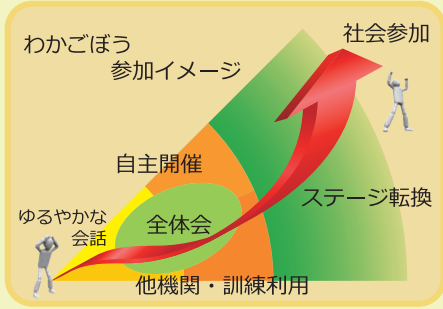 わかごぼう
参加イメージ
社会参加
自主開催
ステージ転換
ゆるやかな
会話
全体会
他機関・訓練利用